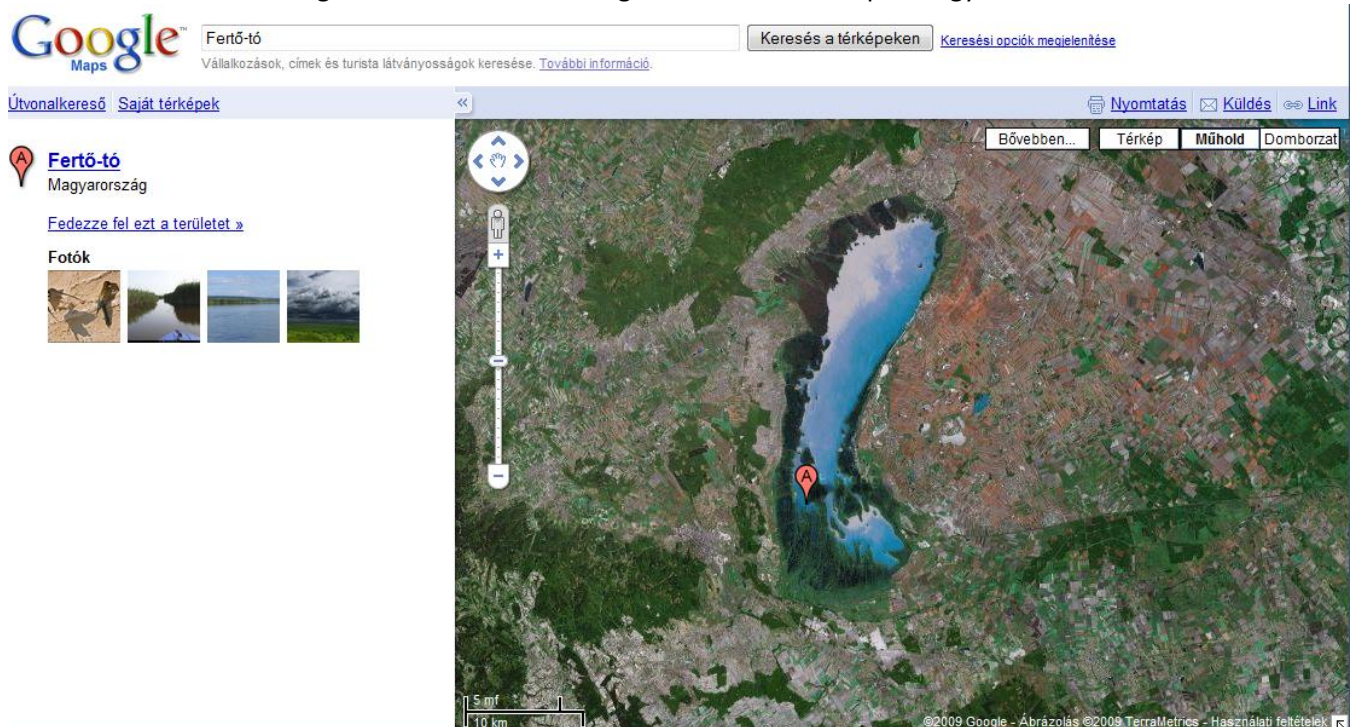 Google™
Maps
Fertő-tó
Keresés a térképeken
Keresési opciók megjelenítése
Vállalkozások, címek és turista látványosságok keresése. További információ.
Útvonalkereső Saját térképek
«
Nyomtatás Küldés Link
Bővebben... Térkép Műhold Domborzat
A
Fertő-tó
Magyarország
Fedezze fel ezt a területet »
Fotók
A
5 mf
10 km
©2009 Google - Ábrázolás ©2009 TerraMetrics - Használati feltételek